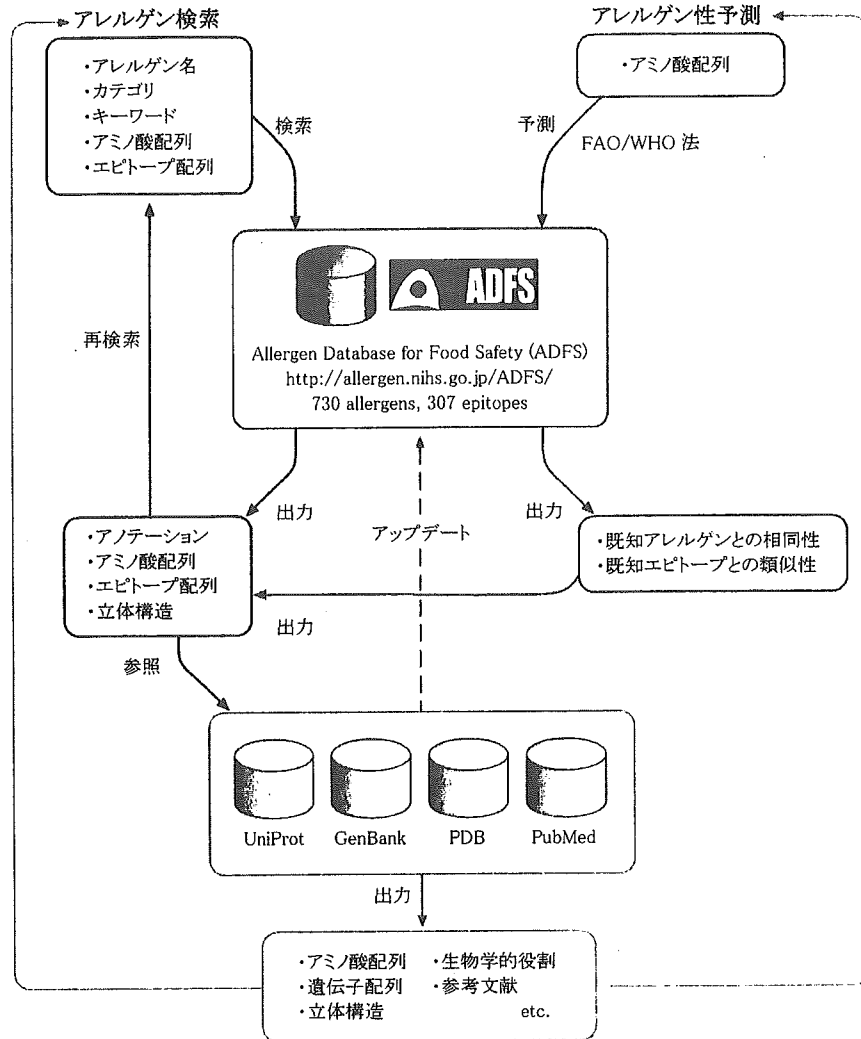 アレルゲン検索
アレルゲン性予測
・アレルゲン名
・カテゴリ
・キーワード
・アミノ酸配列
・エピトープ配列
・アミノ酸配列
検索
予測
FAO/WHO 法
ADFS
Allergen Database for Food Safety (ADFS)
http://allergen.nihs.go.jp/ADFS/
730 allergens, 307 epitopes
再検索
出力
アップデート
出力
・アノテーション
・アミノ酸配列
・エピトープ配列
・立体構造
・既知アレルゲンとの相同性
・既知エピトープとの類似性
出力
参照
UniProt
GenBank
PDB
PubMed
出力
・アミノ酸配列 ・生物学的役割
・遺伝子配列 ・参考文献
・立体構造 etc.